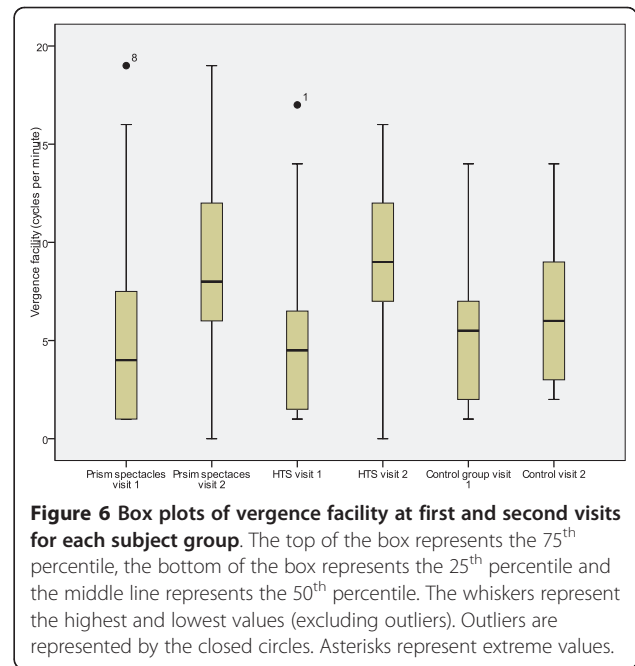 20
8
1
15
10
5
0
Vergence facility (cycles per minute)
Prism spectacles visit 1
Prsim spectaces visit 2
HTS visit 1
HTS visit 2
Control group visit 1
Control visit 2
Figure 6 Box plots of vergence facility at first and second visits
for each subject group. The top of the box represents the 75th
percentile, the bottom of the box represents the 25th percentile and
the middle line represents the 50th percentile. The whiskers represent
the highest and lowest values (excluding outliers). Outliers are
represented by the closed circles. Asterisks represent extreme values.